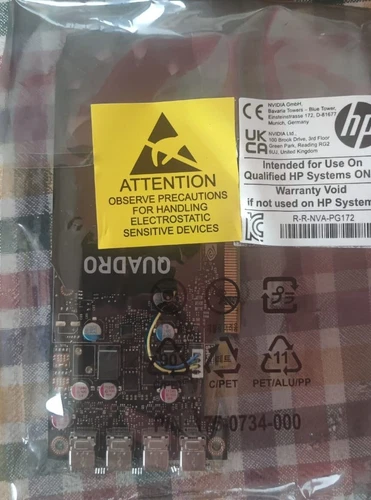 NVIDIA GmbH,
Bavaria Towers - Blue Tower,
Einsteinstrasse 172, D-81677
Munich, Germany
UK
CA
NVIDIA Ltd.,
100 Brook Drive, 3rd Floor
Green Park, Reading RG2
6UJ, United Kingdom
hp
Intended for Use On
Qualified HP Systems ON
Warranty Void
if not used on HP System
R-R-NVA-PG172
ATTENTION
OBSERVE PRECAUTIONS
FOR HANDLING
ELECTROSTATIC
SENSITIVE DEVICES
QUADRO
11
C/PET
PET/ALU/PP
0734-000